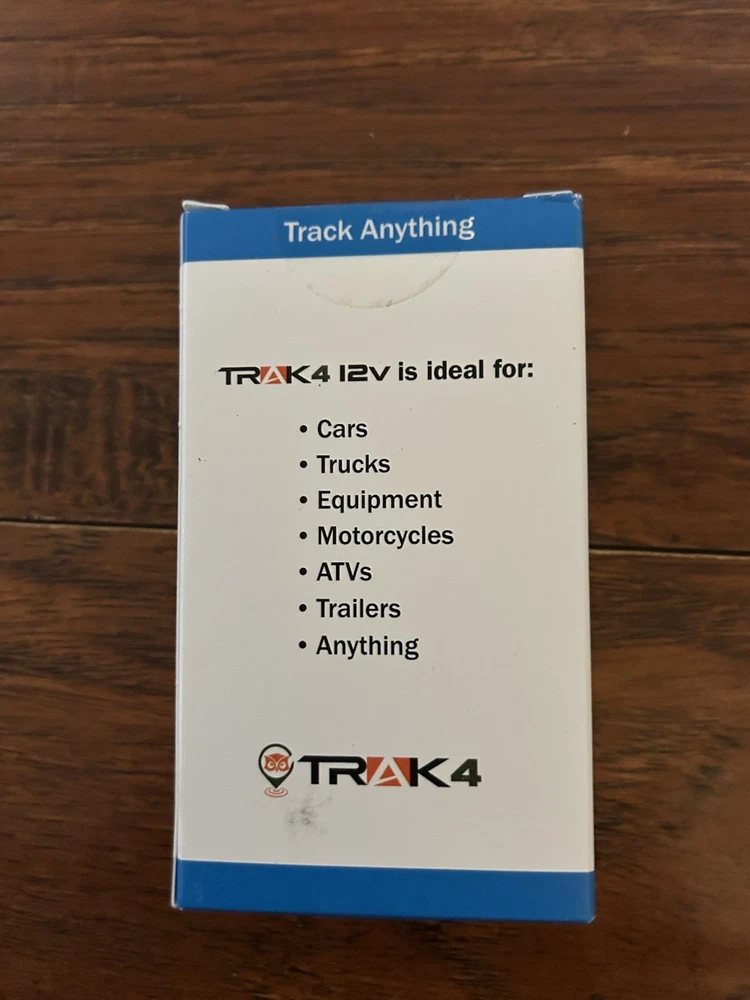 Track Anything
TRAK4 12V is ideal for:
• Cars
• Trucks
• Equipment
• Motorcycles
• ATVs
• Trailers
• Anything
TRAK4